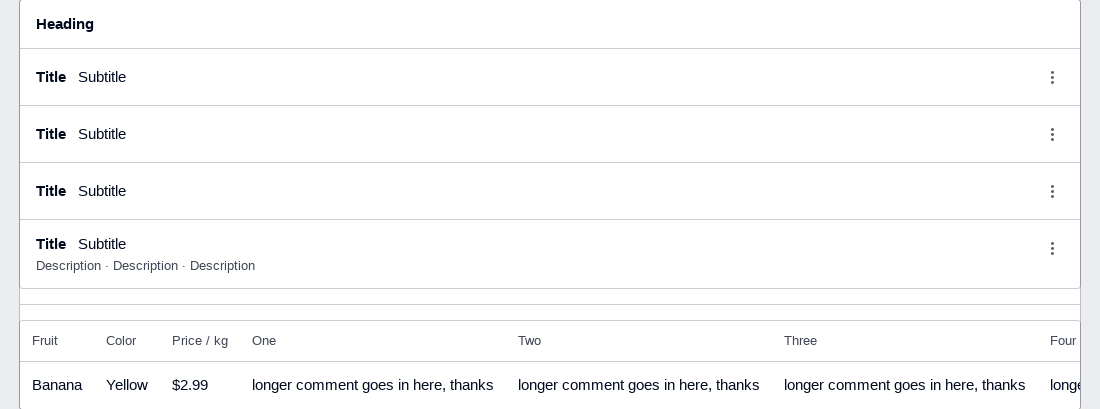 Heading
Title Subtitle
Title Subtitle
Title Subtitle
Title Subtitle
Description · Description · Description
Fruit Color Price / kg One Two Three Four
Banana Yellow $2.99 longer comment goes in here, thanks longer comment goes in here, thanks longer comment goes in here, thanks